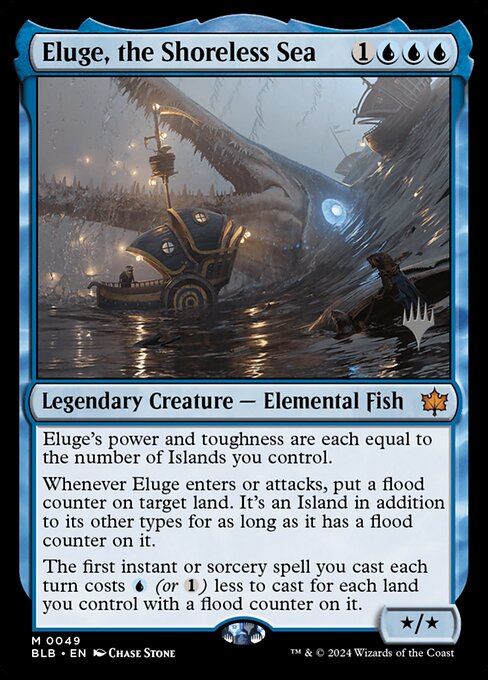 Eluge, the Shoreless Sea 1
Legendary Creature — Elemental Fish
Eluge's power and toughness are each equal to
the number of Islands you control.
Whenever Eluge enters or attacks, put a flood
counter on target land. It's an Island in addition
to its other types for as long as it has a flood
counter on it.
The first instant or sorcery spell you cast each
turn costs (or 1) less to cast for each land
you control with a flood counter on it.
*/*
M 0049
BLB • EN Chase Stone
™ & © 2024 Wizards of the Coast